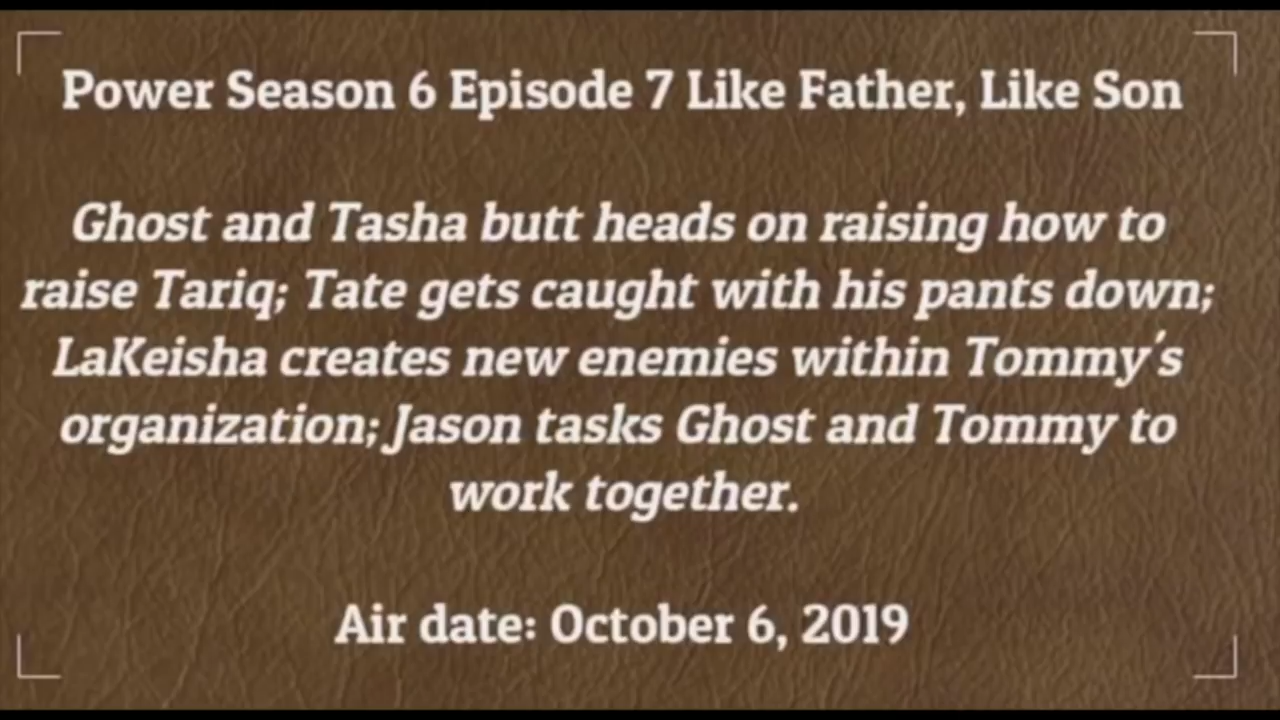 Power Season 6 Episode 7 Like Father, Like Son
Ghost and Tasha butt heads on raising how to
raise Tariq; Tate gets caught with his pants down;
LaKeisha creates new enemies within Tommy's
organization; Jason tasks Ghost and Tommy to
work together.
Air date: October 6, 2019